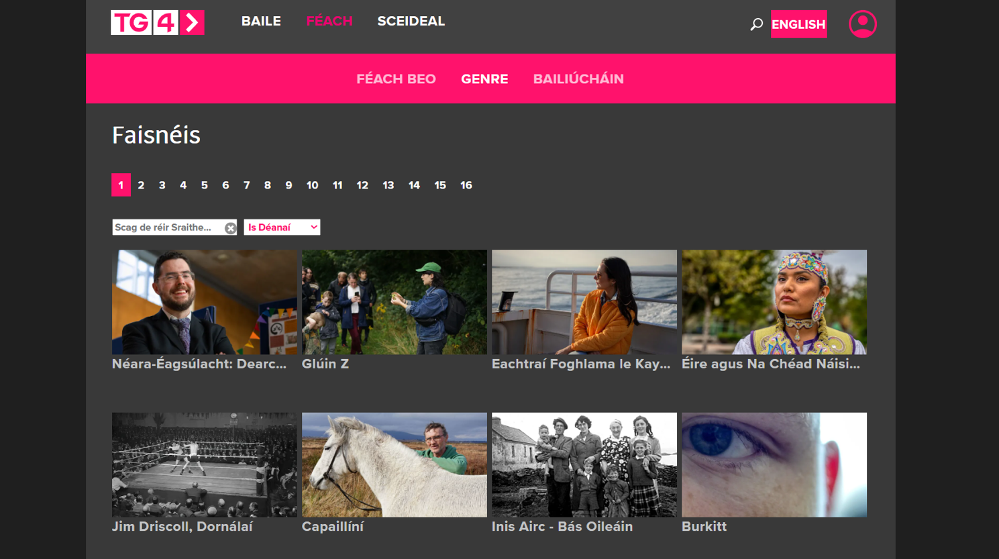 TG4
BAILE FÉACH SCEIDEAL
ENGLISH
FÉACH BEO GENRE BAILIÚCHÁIN
Faisnéis
1 2 3 4 5 6 7 8 9 10 11 12 13 14 15 16
Scag de réir Sraithe...
Is Déanaí
Néara-Éagsúlacht: Dearc... Glúin Z Eachtraí Foghlama le Kay... Éire agus Na Chéad Náisi...
Jim Driscoll, Dornálaí Capaillíní Inis Airc - Bás Oileáin Burkitt